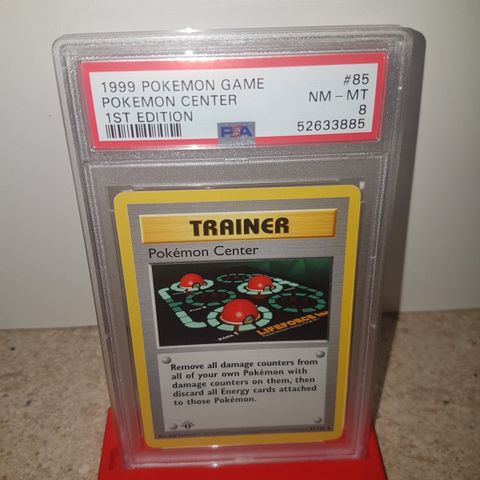 1999 POKEMON GAME #85
POKEMON CENTER NM - MT
1ST EDITION 8
PSA 52633885
TRAINER
Pokémon Center
LIFEFORCE Inc
Remove all damage counters from
all of your own Pokémon with
damage counters on them, then
discard all Energy cards attached
to those Pokémon.